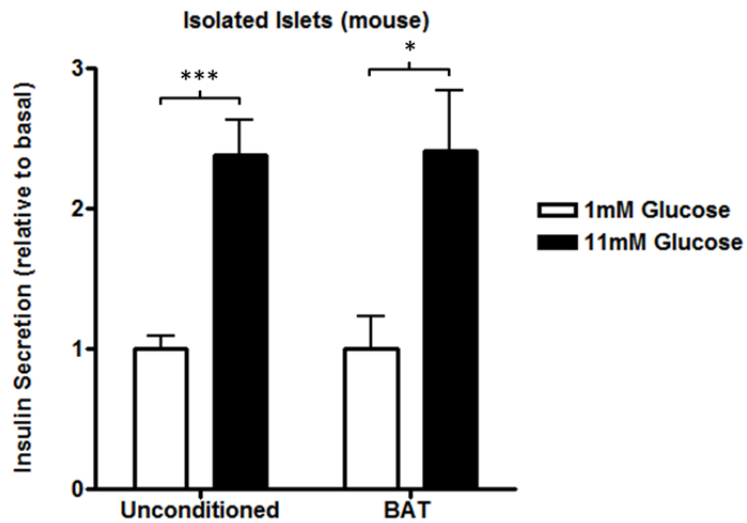 Isolated Islets (mouse)
Insulin Secretion (relative to basal)
3
2
1
0
***
*
Unconditioned
BAT
1mM Glucose
11mM Glucose